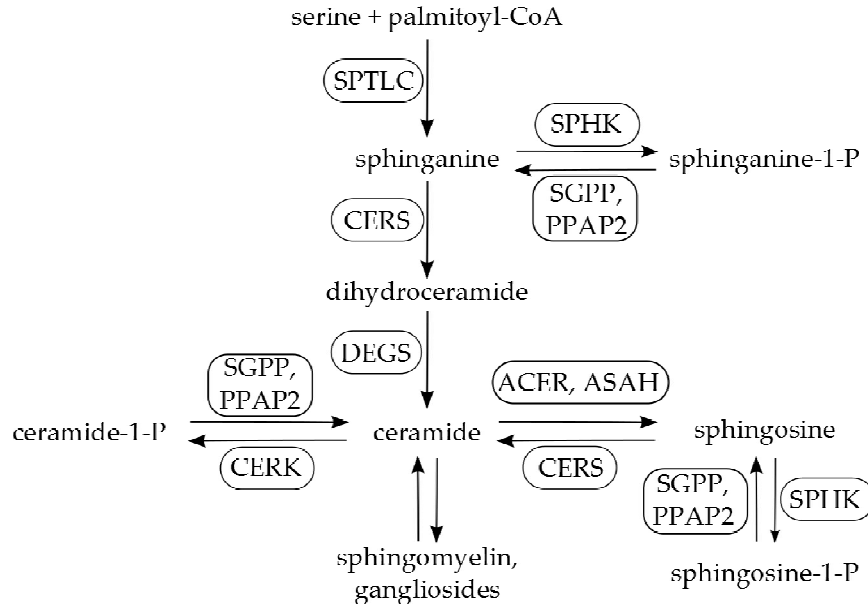 serine + palmitoyl-CoA
SPTLC
SPHK
sphinganine
sphinganine-1-P
SGPP,
PPAP2
CERS
dihydroceramide
DEGS
SGPP,
PPAP2
ACER, ASAH
ceramide-1-P
ceramide
sphingosine
CERK
CERS
SGPP,
PPAP2
SPHK
sphingomyelin,
gangliosides
sphingosine-1-P